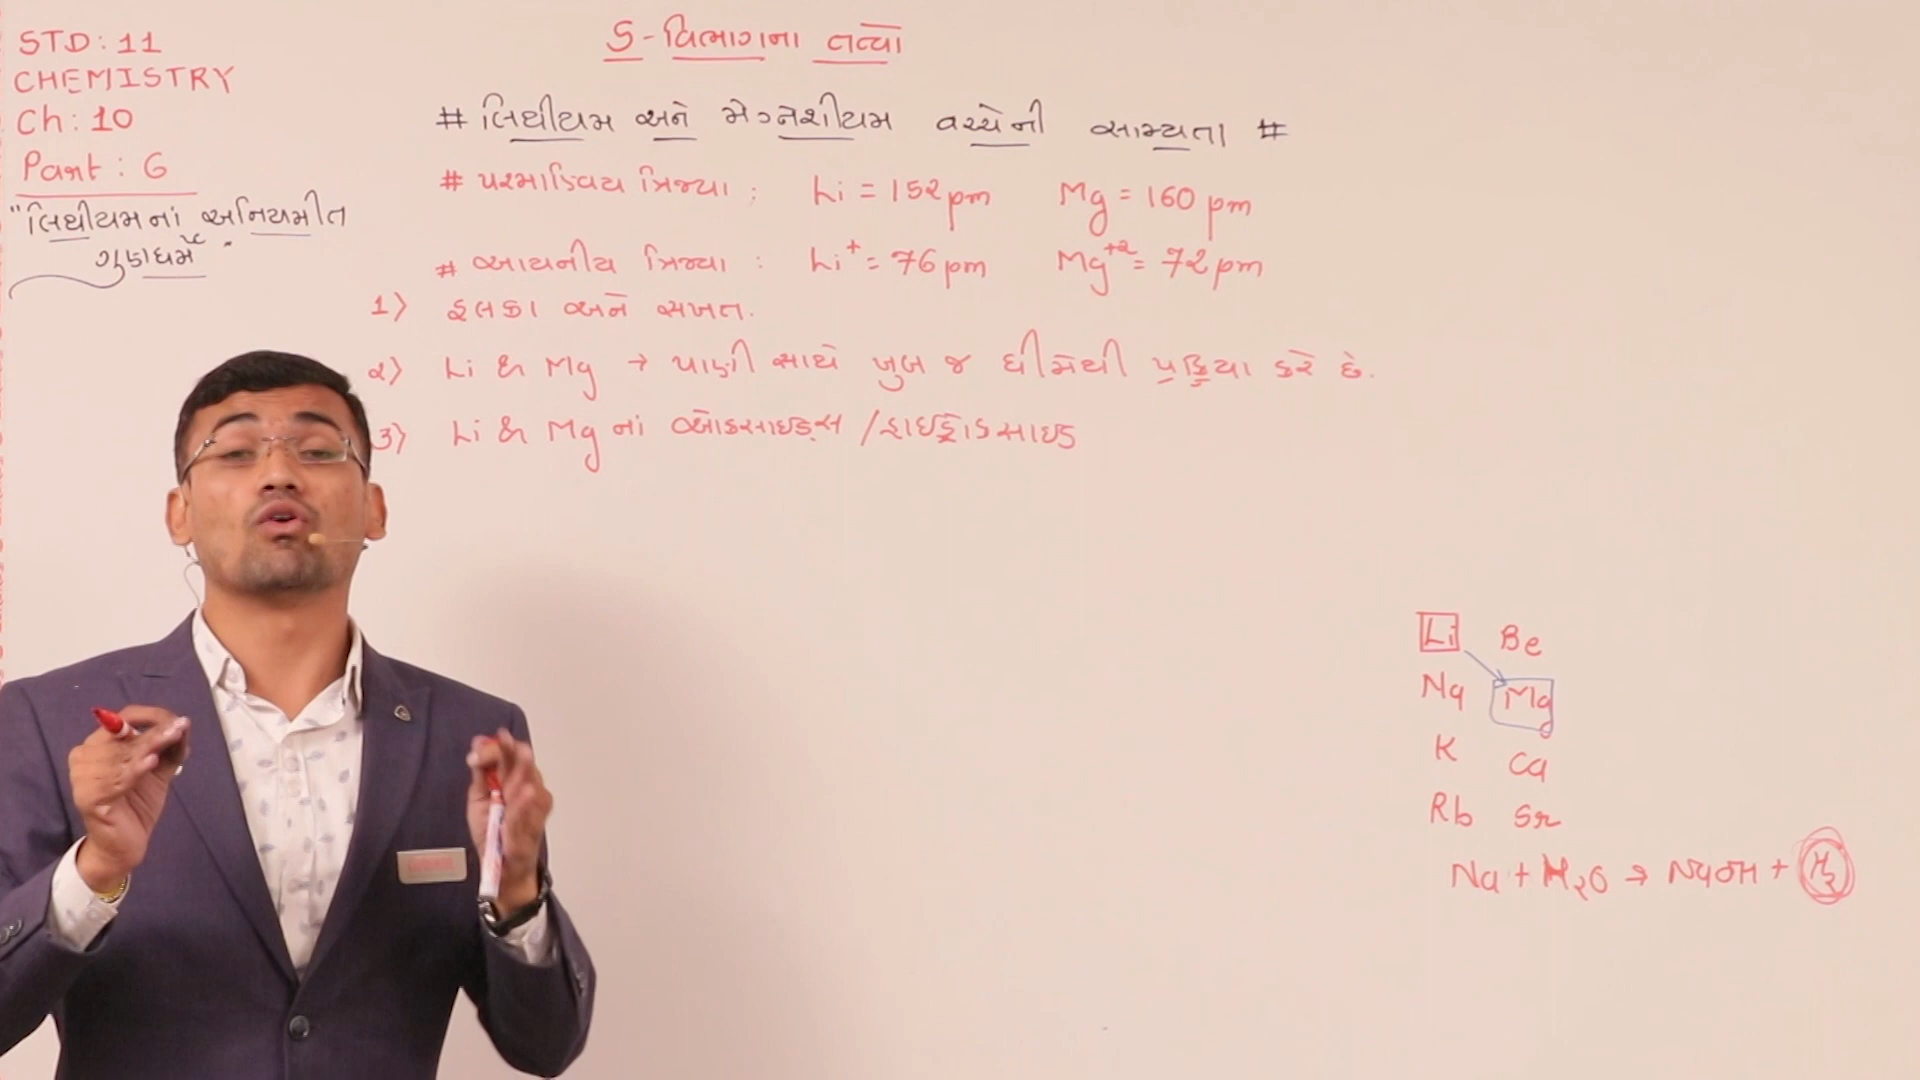 STD: 11
CHEMISTRY
Ch: 10
Part: 6
"લિથીયમનાં અનિયમીત
ગુણધર્મો"
S-વિભાગના તત્વો
# લિથીયમ અને મેગ્નેશીયમ વચ્ચેની સામ્યતા #
# પરમાણ્વિય ત્રિજ્યા : Li = 152 pm Mg = 160 pm
# આયનીય ત્રિજ્યા : Li⁺ = 76 pm Mg⁺² = 72 pm
1) હલકા અને સખત.
2) Li & Mg → પાણી સાથે ખુબ જ ધીમેથી પ્રક્રિયા કરે છે.
3) Li & Mg નાં ઓક્સાઇડ્સ / હાઇડ્રોક્સાઇડ
Li Be
Na Mg
K Ca
Rb Sr
Na + H₂O → NaOH + H₂